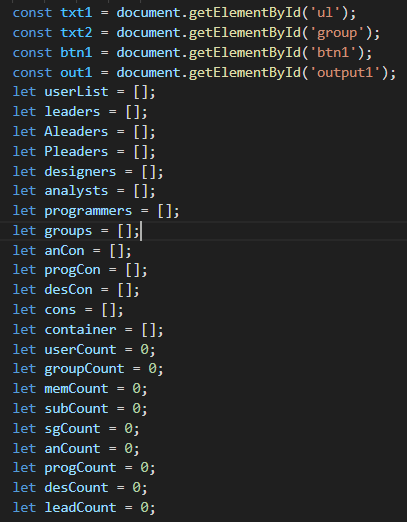 const txt1 = document.getElementById('ul');
const txt2 = document.getElementById('group');
const btn1 = document.getElementById('btn1');
const out1 = document.getElementById('output1');
let userList = [];
let leaders = [];
let Aleaders = [];
let Pleaders = [];
let designers = [];
let analysts = [];
let programmers = [];
let groups = [];
let anCon = [];
let progCon = [];
let desCon = [];
let cons = [];
let container = [];
let userCount = 0;
let groupCount = 0;
let memCount = 0;
let subCount = 0;
let sgCount = 0;
let anCount = 0;
let progCount = 0;
let desCount = 0;
let leadCount = 0;